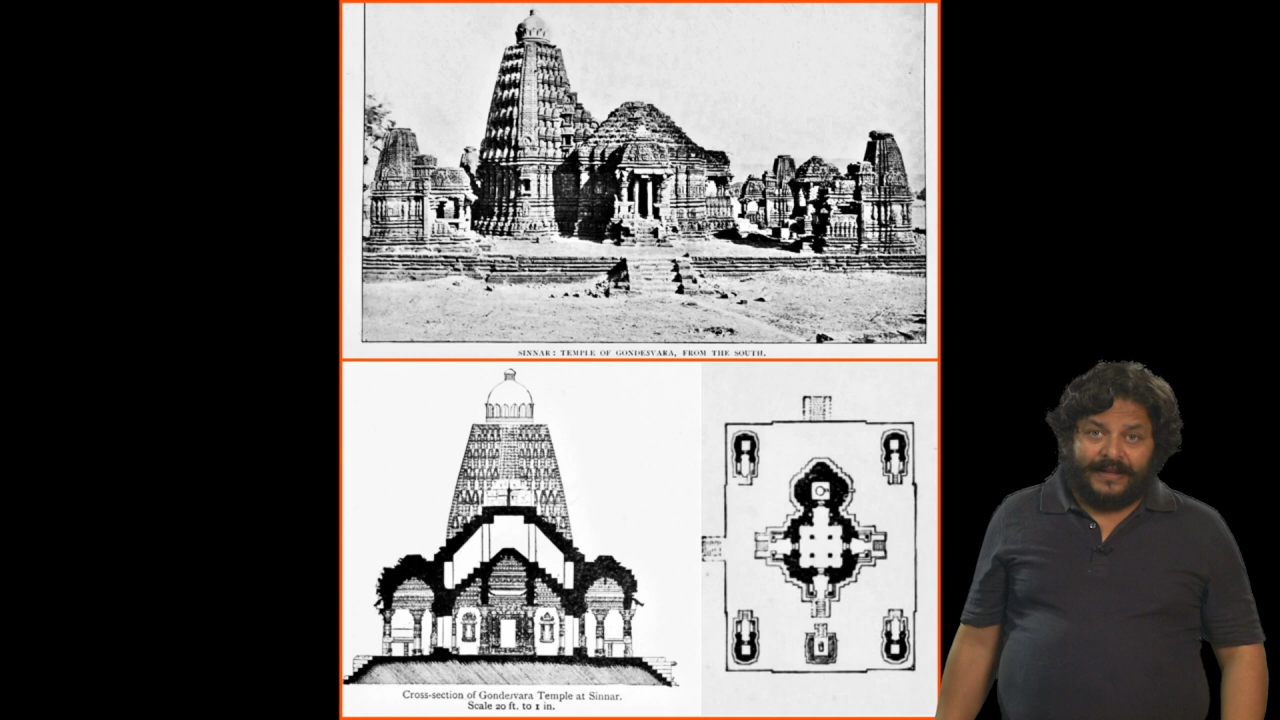 SINNAR: TEMPLE OF GONDESVARA, FROM THE SOUTH.
Cross-section of Gondesvara Temple at Sinnar.
Scale 20 ft. to 1 in.